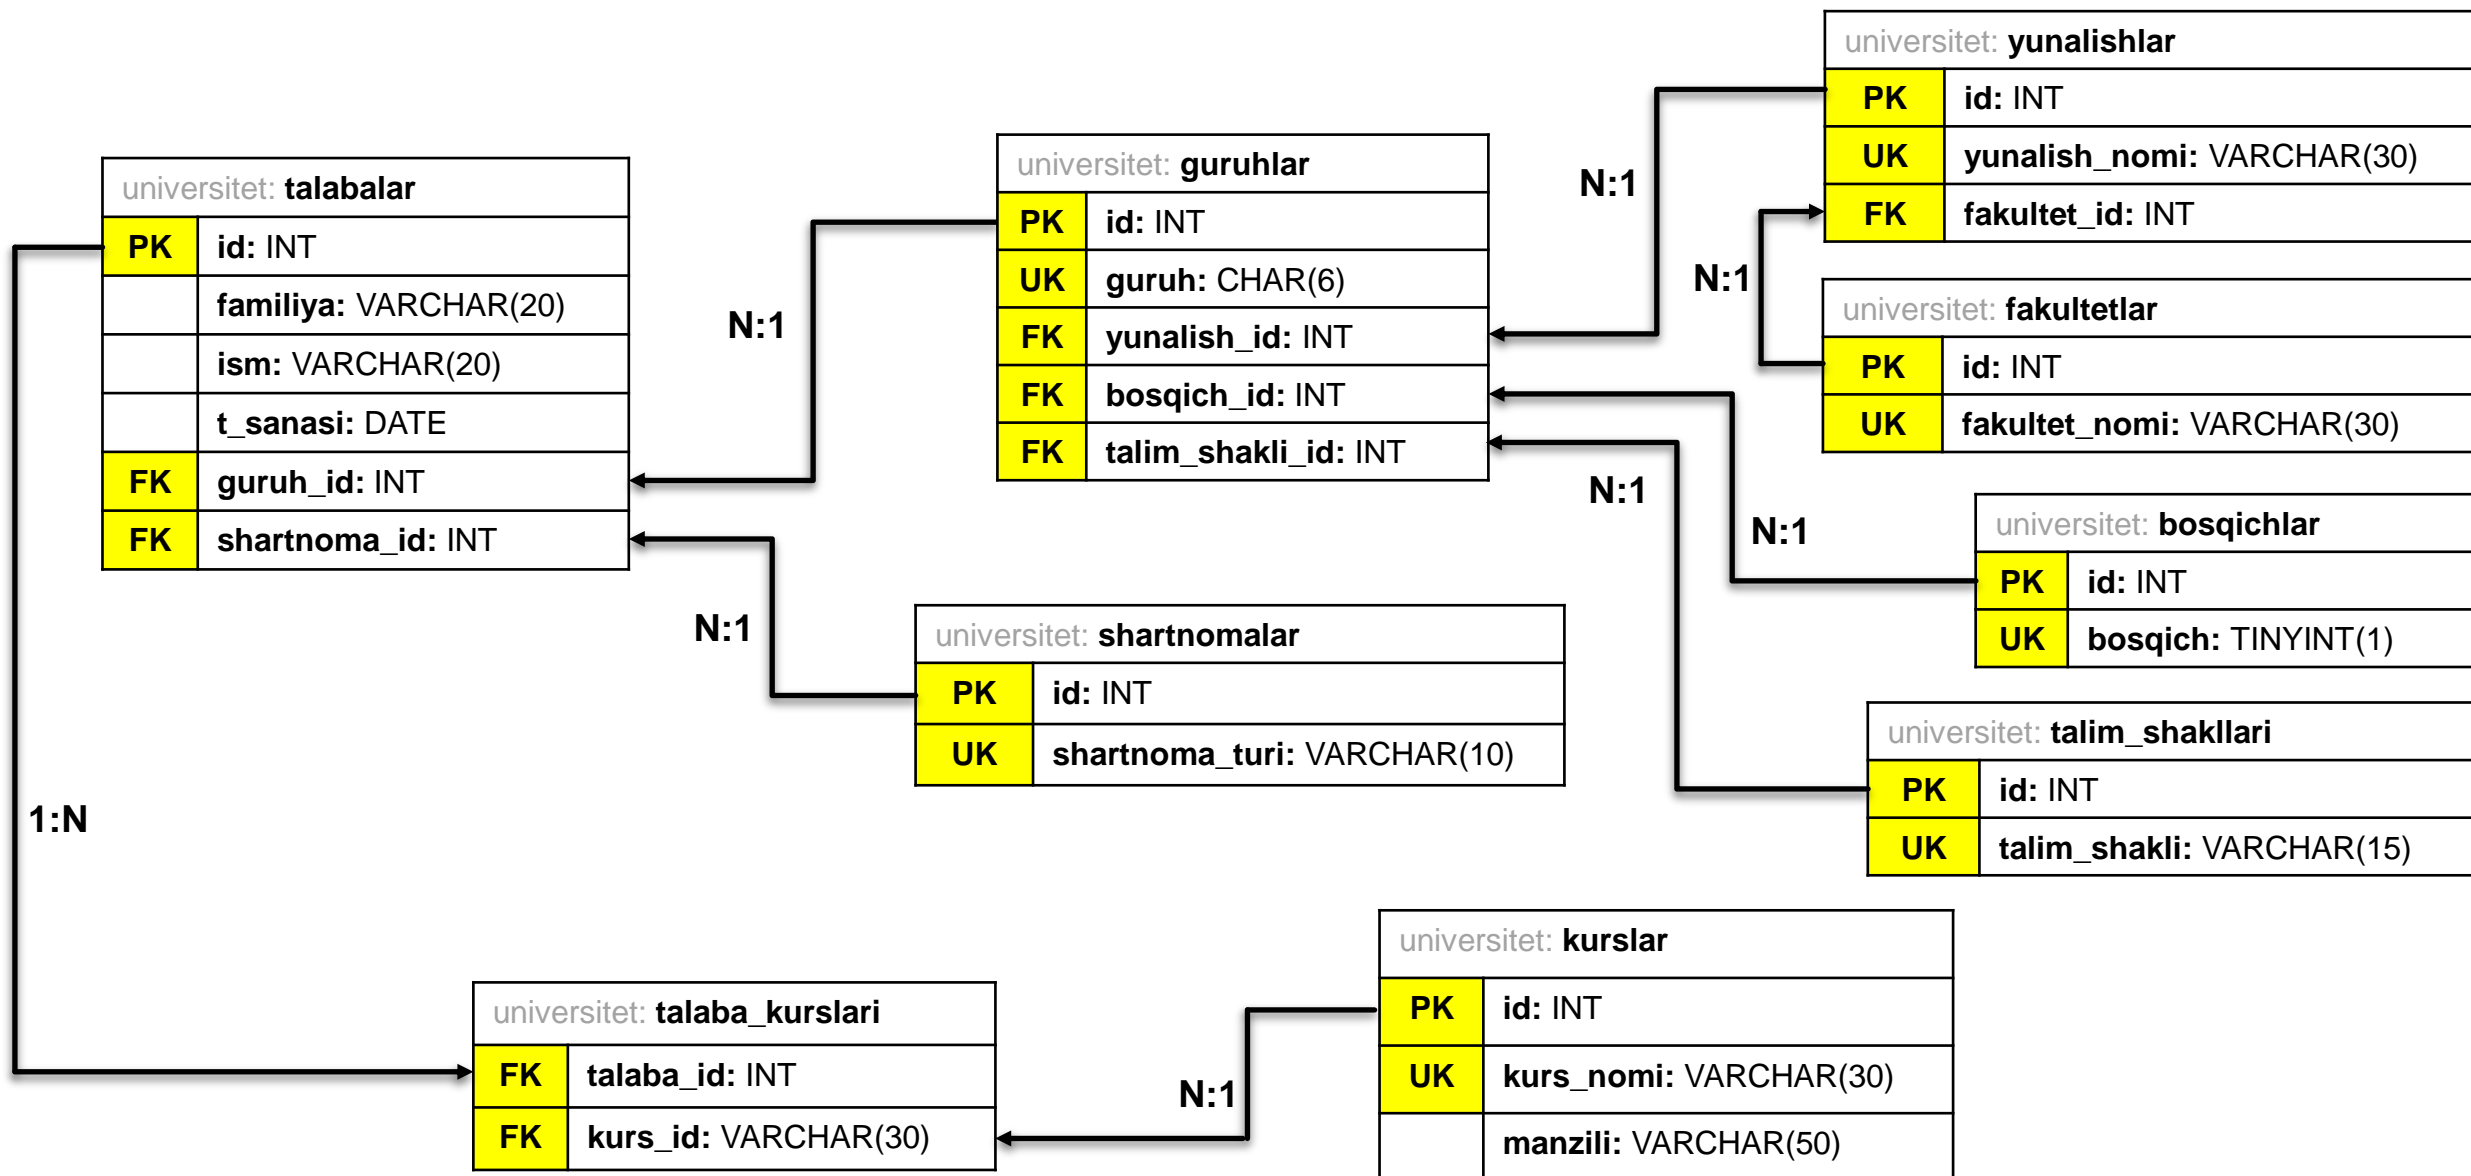 universitet: talabalar
PK id: INT
familiya: VARCHAR(20)
ism: VARCHAR(20)
t_sanasi: DATE
FK guruh_id: INT
FK shartnoma_id: INT
N:1
universitet: guruhlar
PK id: INT
UK guruh: CHAR(6)
FK yunalish_id: INT
FK bosqich_id: INT
FK talim_shakli_id: INT
N:1
universitet: yunalishlar
PK id: INT
UK yunalish_nomi: VARCHAR(30)
FK fakultet_id: INT
N:1
universitet: fakultetlar
PK id: INT
UK fakultet_nomi: VARCHAR(30)
N:1
N:1
universitet: bosqichlar
PK id: INT
UK bosqich: TINYINT(1)
N:1
universitet: shartnomalar
PK id: INT
UK shartnoma_turi: VARCHAR(10)
universitet: talim_shakllari
PK id: INT
UK talim_shakli: VARCHAR(15)
1:N
universitet: talaba_kurslari
FK talaba_id: INT
FK kurs_id: VARCHAR(30)
N:1
universitet: kurslar
PK id: INT
UK kurs_nomi: VARCHAR(30)
manzili: VARCHAR(50)